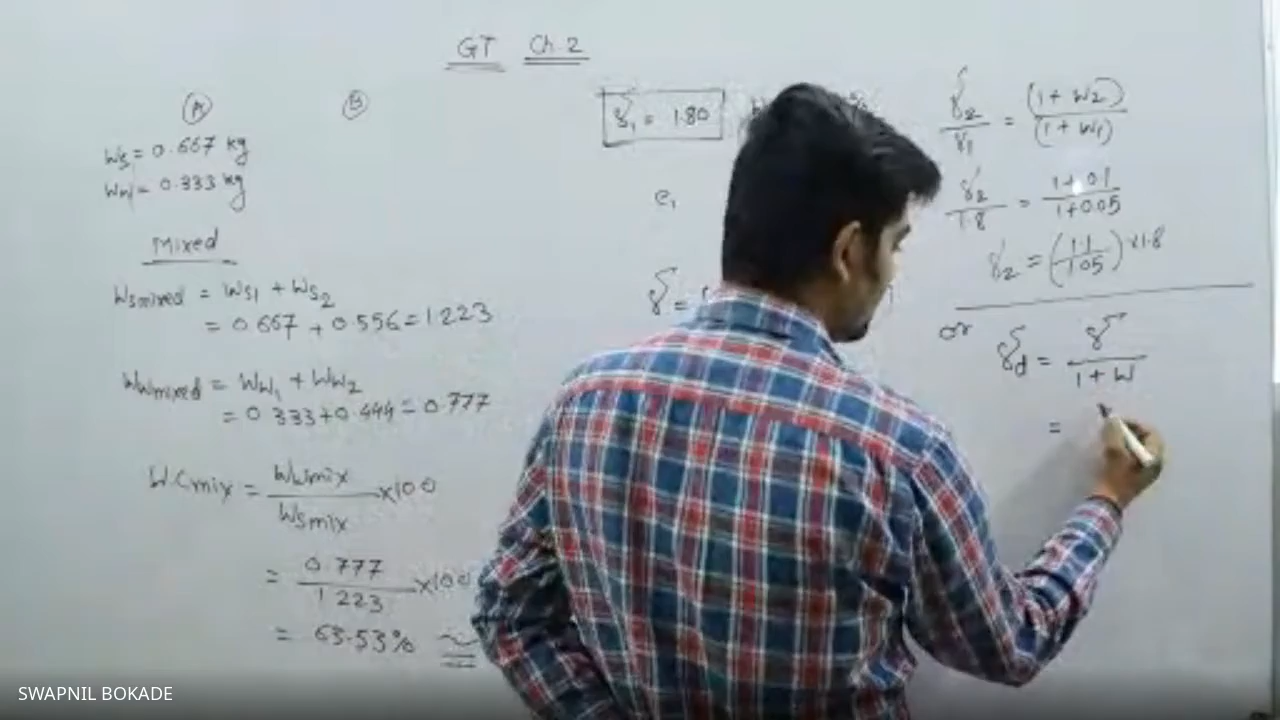 GT Ch.2
A
B
Ws = 0.667 kg
Ww = 0.333 kg
Mixed
Wsmixed = Ws1 + Ws2
= 0.667 + 0.556 = 1.223
Wwmixed = Ww1 + Ww2
= 0.333 + 0.444 = 0.777
W.Cmix = Wwmix / Wsmix × 100
= 0.777 / 1.223 × 100
= 63.53%
γ1 = 1.80
e1
γ =
γ2 / γ1 = (1 + W2) / (1 + W1)
γ2 / 1.8 = 1 + 0.1 / 1 + 0.05
γ2 = (1.1 / 1.05) × 1.8
or γd = γ / 1 + W
=
SWAPNIL BOKADE